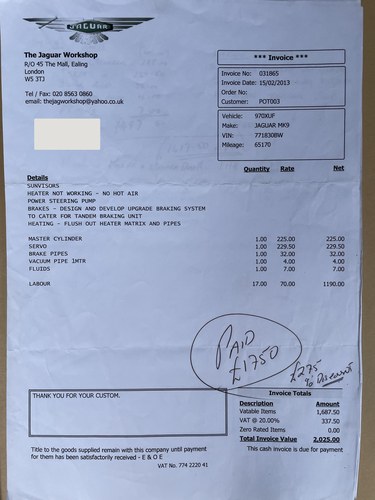 JAGUAR
The Jaguar Workshop
R/O 45 The Mall, Ealing
London
W5 3TJ
Tel / Fax: 020 8563 0860
email: thejagworkshop@yahoo.co.uk
*** Invoice ***
Invoice No: 031865
Invoice Date: 15/02/2013
Order No:
Customer: POT003
Vehicle: 970XUF
Make: JAGUAR MK9
VIN: 771830BW
Mileage: 65170
Details Quantity Rate Net
SUNVISORS
HEATER NOT WORKING - NO HOT AIR
POWER STEERING PUMP
BRAKES - DESIGN AND DEVELOP UPGRADE BRAKING SYSTEM
TO CATER FOR TANDEM BRAKING UNIT
HEATING - FLUSH OUT HEATER MATRIX AND PIPES
MASTER CYLINDER 1.00 225.00 225.00
SERVO 1.00 229.50 229.50
BRAKE PIPES 1.00 32.00 32.00
VACUUM PIPE 1MTR 1.00 4.00 4.00
FLUIDS 1.00 7.00 7.00
LABOUR 17.00 70.00 1190.00
PAID
£1750
£275
Discount
THANK YOU FOR YOUR CUSTOM.
Invoice Totals
Description Amount
Vatable Items 1,687.50
VAT @ 20.00% 337.50
Zero Rated Items 0.00
Total Invoice Value 2,025.00
Title to the goods supplied remain with this company until payment
for them has been satisfactorily received - E & O E
This cash invoice is due for payment
VAT No. 774 2220 41